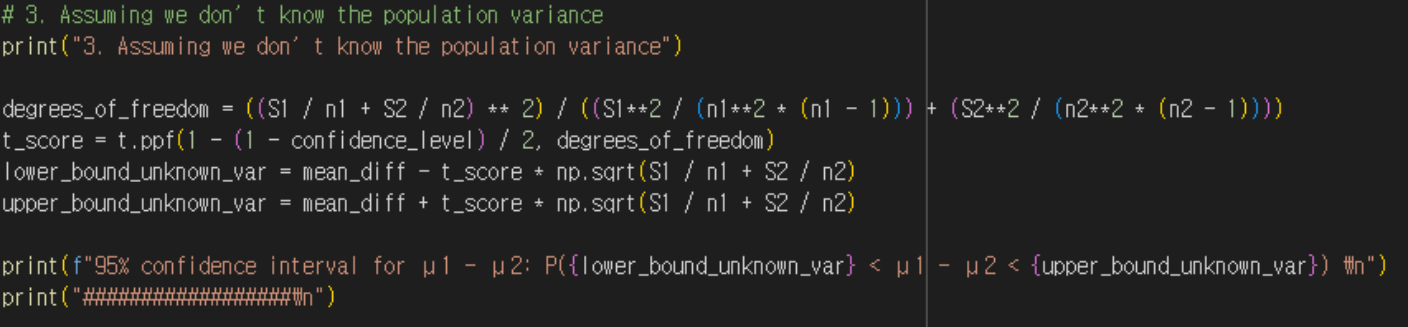 # 3. Assuming we don’t know the population variance
print("3. Assuming we don’t know the population variance")
degrees_of_freedom = ((S1 / n1 + S2 / n2) ** 2) / ((S1**2 / (n1**2 * (n1 - 1))) + (S2**2 / (n2**2 * (n2 - 1))))
t_score = t.ppf(1 - (1 - confidence_level) / 2, degrees_of_freedom)
lower_bound_unknown_var = mean_diff - t_score * np.sqrt(S1 / n1 + S2 / n2)
upper_bound_unknown_var = mean_diff + t_score * np.sqrt(S1 / n1 + S2 / n2)
print(f"95% confidence interval for μ1 - μ2: P({lower_bound_unknown_var} < μ1 - μ2 < {upper_bound_unknown_var}) ₩n")
print("##################₩n")